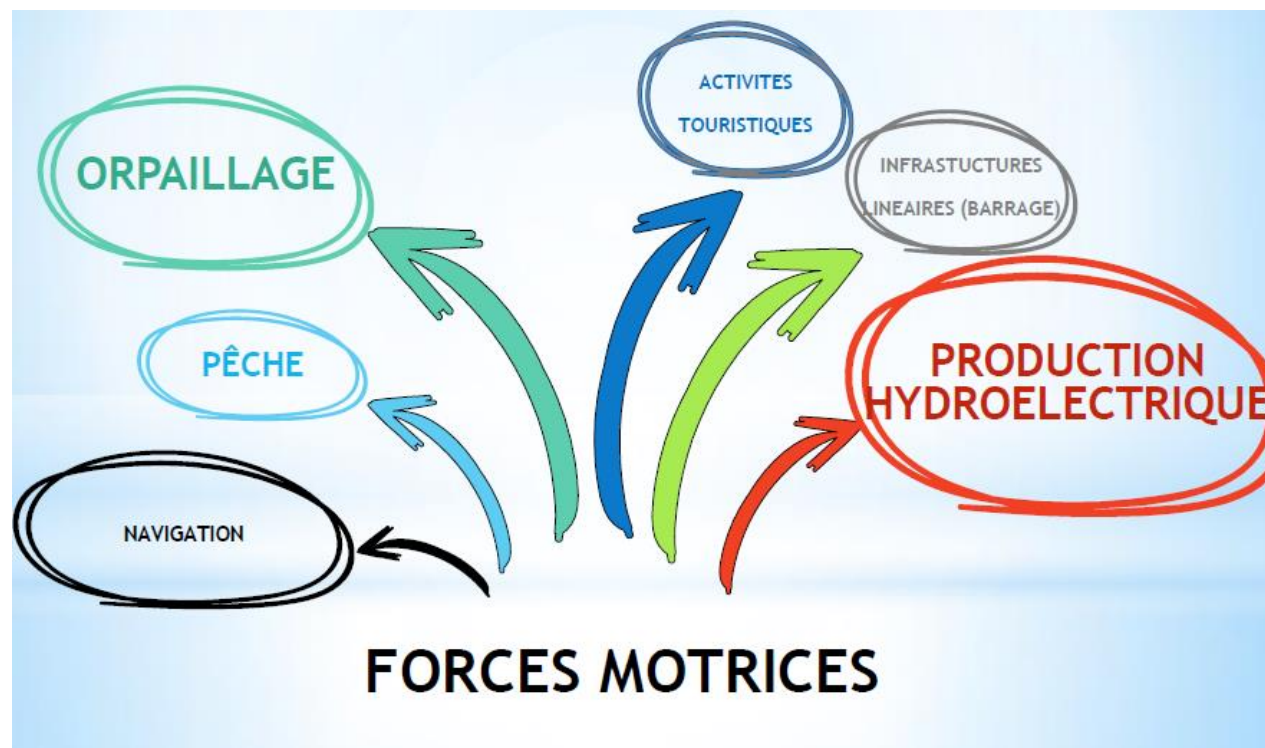 ACTIVITES
TOURISTIQUES
ORPAILLAGE
INFRASTUCTURES
LINEAIRES (BARRAGE)
PÊCHE
PRODUCTION
HYDROELECTRIQUE
NAVIGATION
FORCES MOTRICES